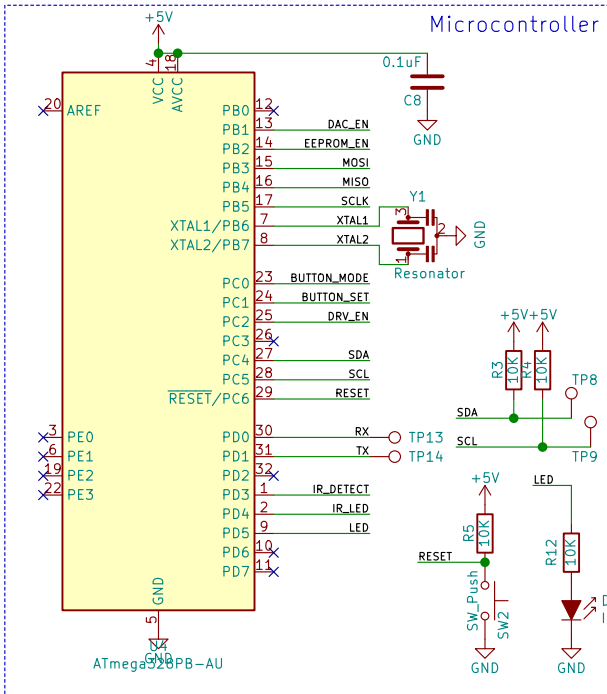 Microcontroller
+5V
0.1uF
C8
GND
4
18
VCC
AVCC
20
AREF
PB0
12
PB1
13
DAC_EN
PB2
14
EEPROM_EN
PB3
15
MOSI
PB4
16
MISO
PB5
17
SCLK
XTAL1/PB6
7
XTAL1
XTAL2/PB7
8
XTAL2
Y1
3
2
1
GND
Resonator
PC0
23
BUTTON_MODE
PC1
24
BUTTON_SET
PC2
25
DRV_EN
PC3
26
PC4
27
SDA
PC5
28
SCL
RESET/PC6
29
RESET
3
PE0
6
PE1
19
PE2
22
PE3
PD0
30
RX
TP13
PD1
31
TX
TP14
PD2
32
PD3
1
IR_DETECT
PD4
2
IR_LED
PD5
9
LED
PD6
10
PD7
11
GND
5
GND
U4
ATmega328PB-AU
+5V
+5V
R3
10K
R4
10K
TP8
SDA
SCL
TP9
+5V
R5
10K
RESET
SW_Push
SW2
GND
LED
R12
10K
GND